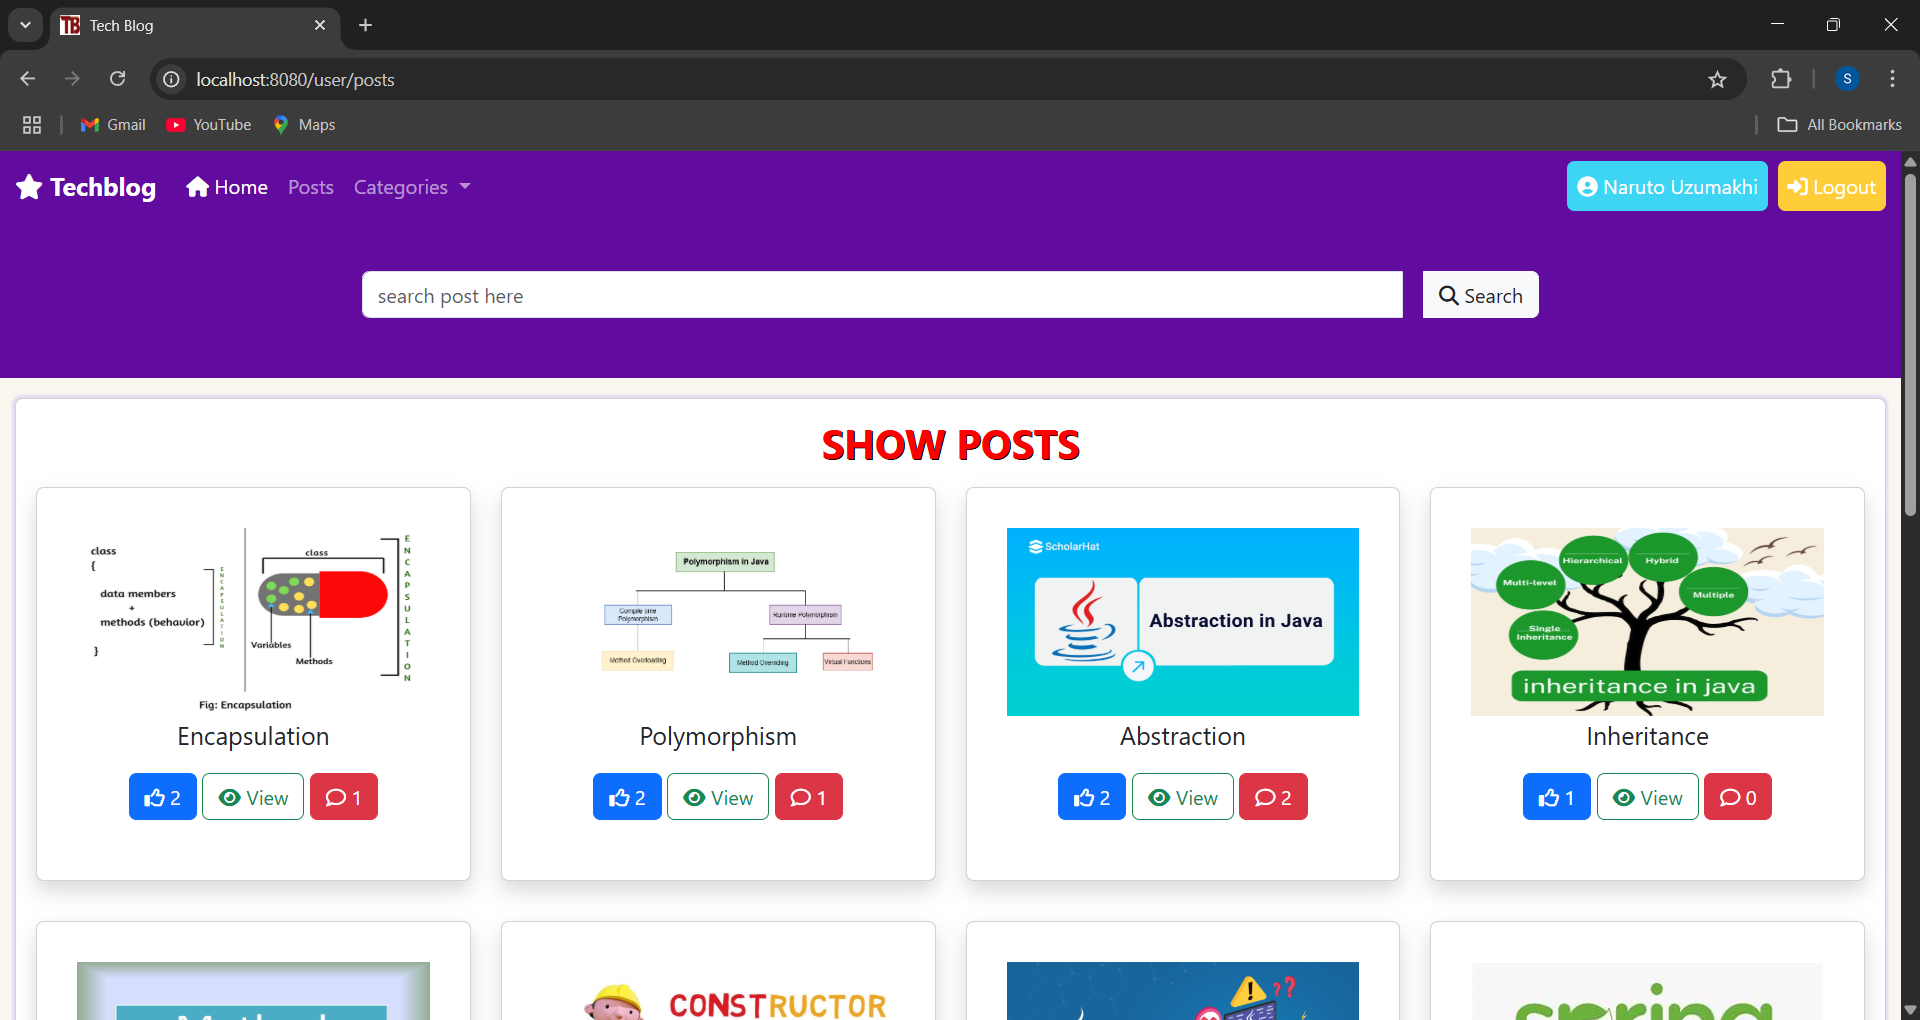 Tech Blog
localhost:8080/user/posts
S
Gmail
YouTube
Maps
All Bookmarks
Techblog
Home
Posts
Categories
Naruto Uzumakhi
Logout
search post here
Search
SHOW POSTS
class
{
data members
+
methods (behavior)
}
ENCAPSULATION
class
Variables
Methods
ENCAPSULATION
Fig: Encapsulation
Encapsulation
2
View
1
Polymorphism in Java
Compile time
Polymorphism
Runtime Polymorphism
Method Overloading
Method Overriding
Virtual Functions
Polymorphism
2
View
1
ScholarHat
Abstraction in Java
Abstraction
2
View
2
Hierarchical
Hybrid
Multi-level
Multiple
Single
Inheritance
inheritance in java
Inheritance
1
View
0
CONSTRUCTOR
!
??
spring